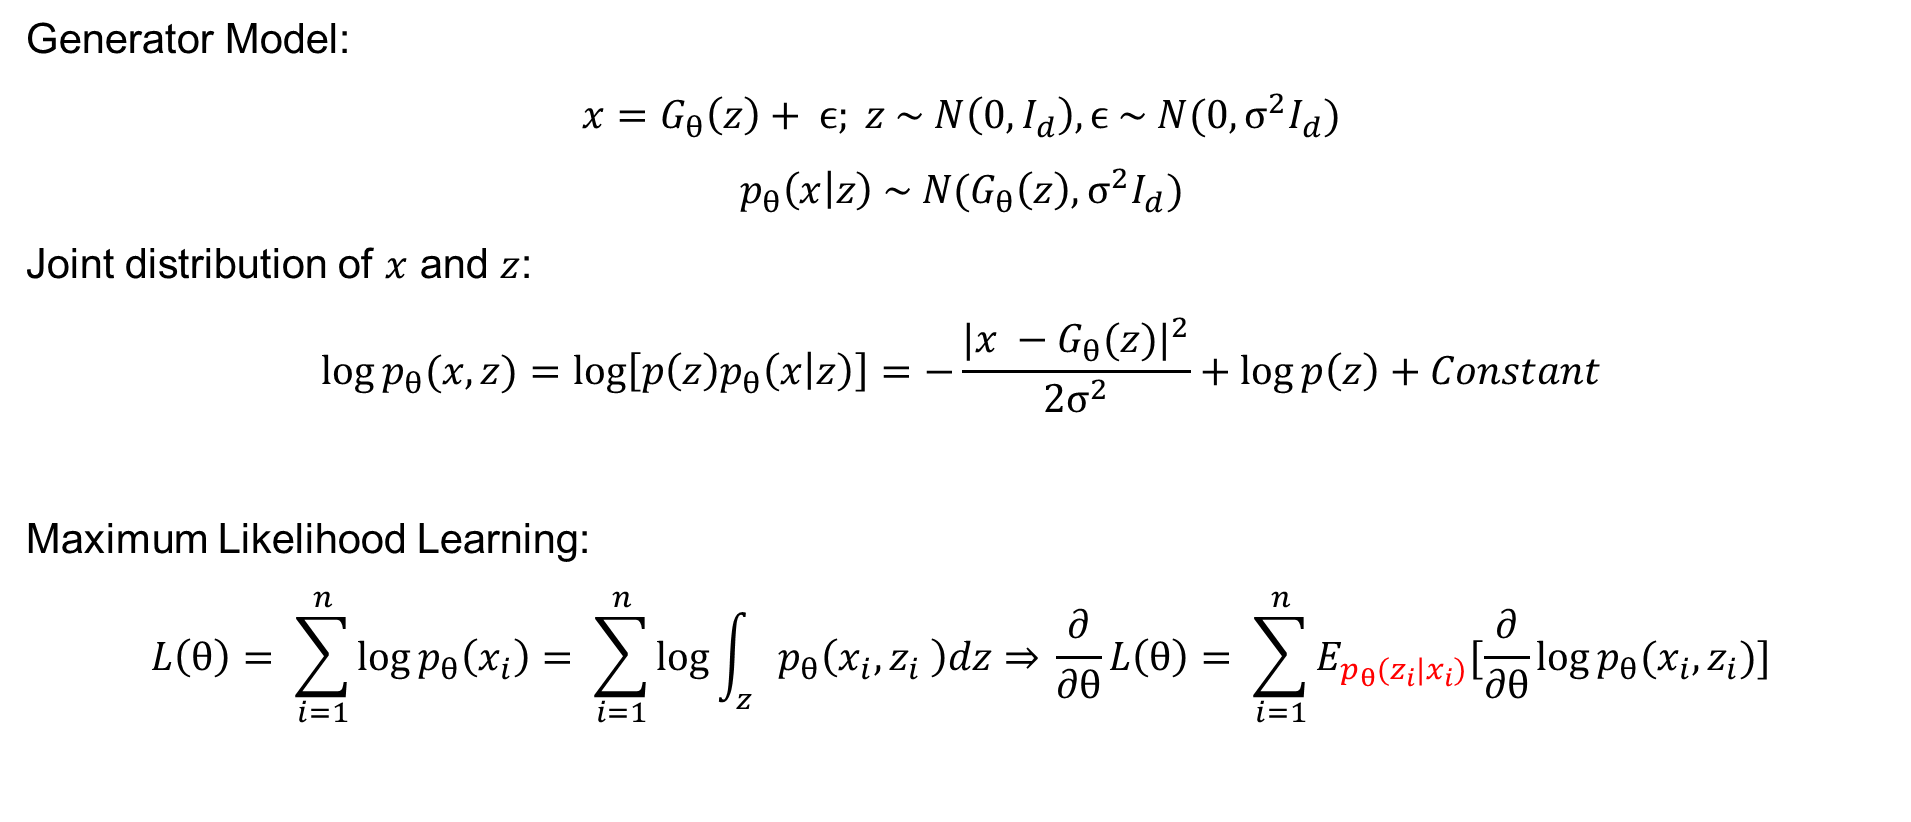 Generator Model:
x = G_θ(z) + ϵ; z ~ N(0, I_d), ϵ ~ N(0, σ²I_d)
p_θ(x|z) ~ N(G_θ(z), σ²I_d)
Joint distribution of x and z:
log p_θ(x, z) = log[p(z)p_θ(x|z)] = − |x − G_θ(z)|² / 2σ² + log p(z) + Constant
Maximum Likelihood Learning:
L(θ) = ∑_{i=1}^{n} log p_θ(x_i) = ∑_{i=1}^{n} log ∫_z p_θ(x_i, z_i )dz ⇒ ∂/∂θ L(θ) = ∑_{i=1}^{n} E_{p_θ(z_i|x_i)}[∂/∂θ log p_θ(x_i, z_i)]